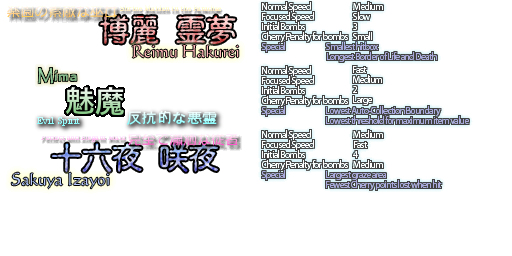 博麗 霊夢
Reimu Hakurei
Normal Speed Medium
Focused Speed Slow
Initial Bombs 3
Cherry Penalty for bombs Small
Special Smallest hitbox
Longest Border of Life and Death
Mima
魅魔
Evil Spirit 反抗的な悪霊
Normal Speed Fast
Focused Speed Medium
Initial Bombs 2
Cherry Penalty for bombs Large
Special Lowest Auto-Collection Boundary
Lowest threshold for maximum item value
十六夜 咲夜
Sakuya Izayoi
Normal Speed Medium
Focused Speed Fast
Initial Bombs 4
Cherry Penalty for bombs Medium
Special Largest graze area
Fewest Cherry points lost when hit